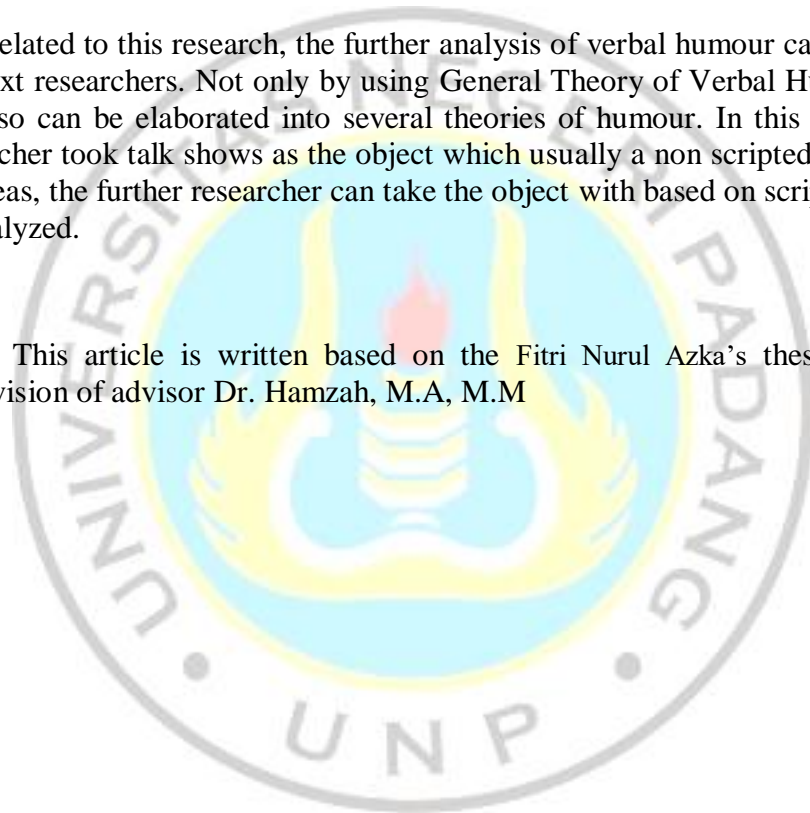 elated to this research, the further analysis of verbal humour ca
xt researchers. Not only by using General Theory of Verbal H
so can be elaborated into several theories of humour. In this
cher took talk shows as the object which usually a non scripted
eas, the further researcher can take the object with based on scri
alyzed.
This article is written based on the Fitri Nurul Azka's thes
vision of advisor Dr. Hamzah, M.A, M.M
UNIVERSITAS NEGERI PADANG
UNP